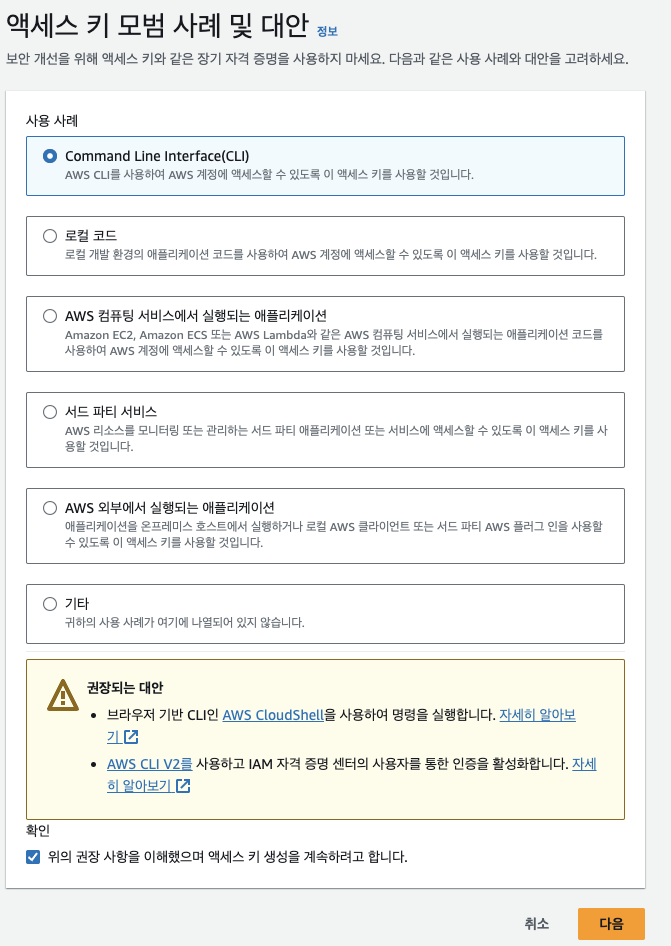 액세스 키 모범 사례 및 대안 정보
보안 개선을 위해 액세스 키와 같은 장기 자격 증명을 사용하지 마세요. 다음과 같은 사용 사례와 대안을 고려하세요.
사용 사례
Command Line Interface(CLI)
AWS CLI를 사용하여 AWS 계정에 액세스할 수 있도록 이 액세스 키를 사용할 것입니다.
로컬 코드
로컬 개발 환경의 애플리케이션 코드를 사용하여 AWS 계정에 액세스할 수 있도록 이 액세스 키를 사용할 것입니다.
AWS 컴퓨팅 서비스에서 실행되는 애플리케이션
Amazon EC2, Amazon ECS 또는 AWS Lambda와 같은 AWS 컴퓨팅 서비스에서 실행되는 애플리케이션 코드를
사용하여 AWS 계정에 액세스할 수 있도록 이 액세스 키를 사용할 것입니다.
서드 파티 서비스
AWS 리소스를 모니터링 또는 관리하는 서드 파티 애플리케이션 또는 서비스에 액세스할 수 있도록 이 액세스 키를 사
용할 것입니다.
AWS 외부에서 실행되는 애플리케이션
애플리케이션을 온프레미스 호스트에서 실행하거나 로컬 AWS 클라이언트 또는 서드 파티 AWS 플러그 인을 사용할
수 있도록 이 액세스 키를 사용할 것입니다.
기타
귀하의 사용 사례가 여기에 나열되어 있지 않습니다.
권장되는 대안
• 브라우저 기반 CLI인 AWS CloudShell을 사용하여 명령을 실행합니다. 자세히 알아보
기
• AWS CLI V2를 사용하고 IAM 자격 증명 센터의 사용자를 통한 인증을 활성화합니다. 자세
히 알아보기
확인
위의 권장 사항을 이해했으며 액세스 키 생성을 계속하려고 합니다.
취소 다음